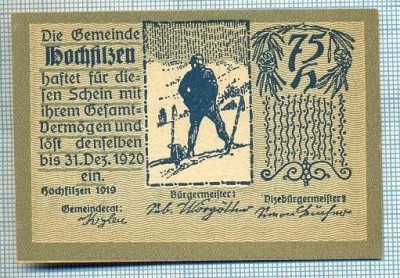 Die Gemeinde
Hochfilzen
haftet für die-
sen Schein mit
ihrem Gesamt-
Vermögen und
löst denselben
bis 31. Dez. 1920
ein.
Hochfilzen 1919
75
h
Gemeinderat:
Bürgermeister:
Vizebürgermeister: